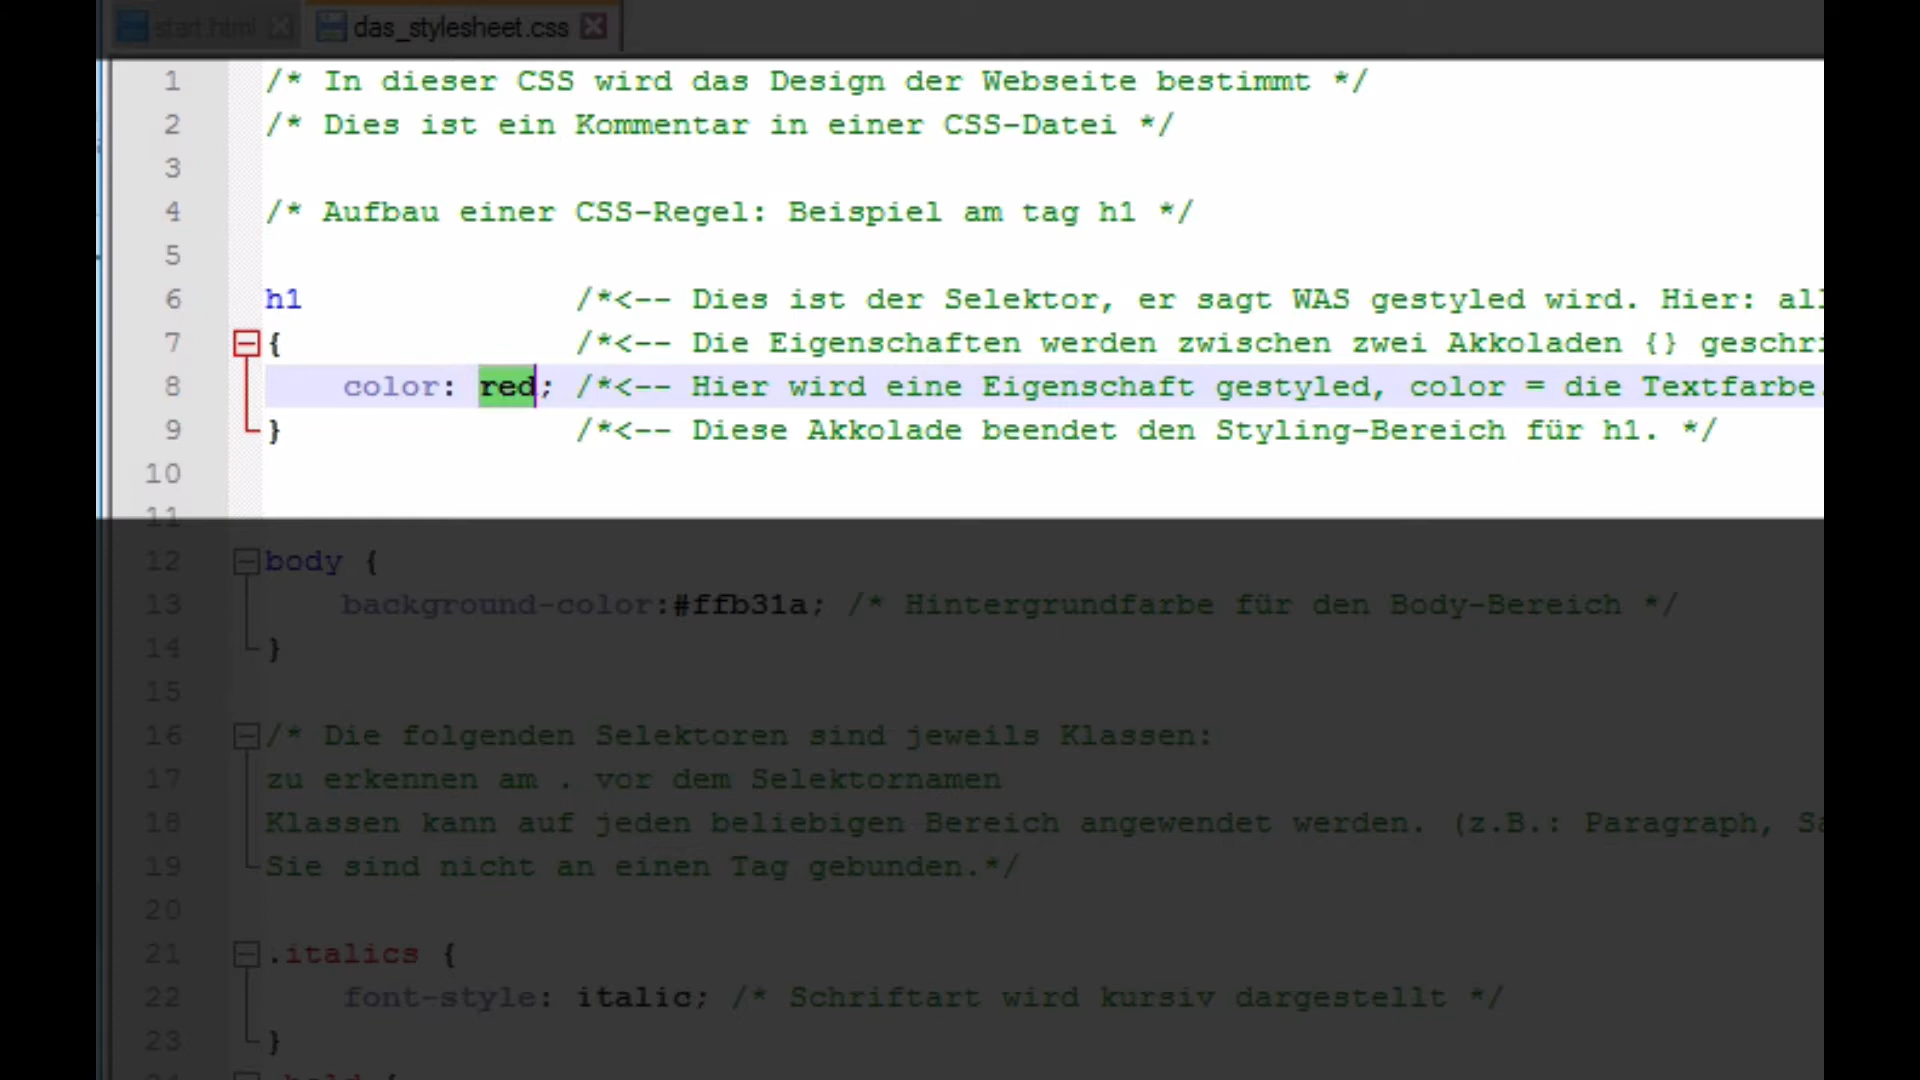 start.html das_stylesheet.css
1 /* In dieser CSS wird das Design der Webseite bestimmt */
2 /* Dies ist ein Kommentar in einer CSS-Datei */
3
4 /* Aufbau einer CSS-Regel: Beispiel am tag h1 */
5
6 h1 /*<-- Dies ist der Selektor, er sagt WAS gestyled wird. Hier:
7 { /*<-- Die Eigenschaften werden zwischen zwei Akkoladen {}
8 color: red; /*<-- Hier wird eine Eigenschaft gestyled, color = die Textfarbe.
9 } /*<-- Diese Akkolade beendet den Styling-Bereich für h1. */
10
11
12 body {
13 background-color:#ffb31a; /* Hintergrundfarbe für den Body-Bereich */
14 }
15
16 /* Die folgenden Selektoren sind jeweils Klassen:
17 zu erkennen am . vor dem Selektornamen
18 Klassen kann auf jeden beliebigen Bereich angewendet werden. (z.B.: Paragraph,
19 Sie sind nicht an einen Tag gebunden.*/
20
21 .italics {
22 font-style: italic; /* Schriftart wird kursiv dargestellt */
23 }